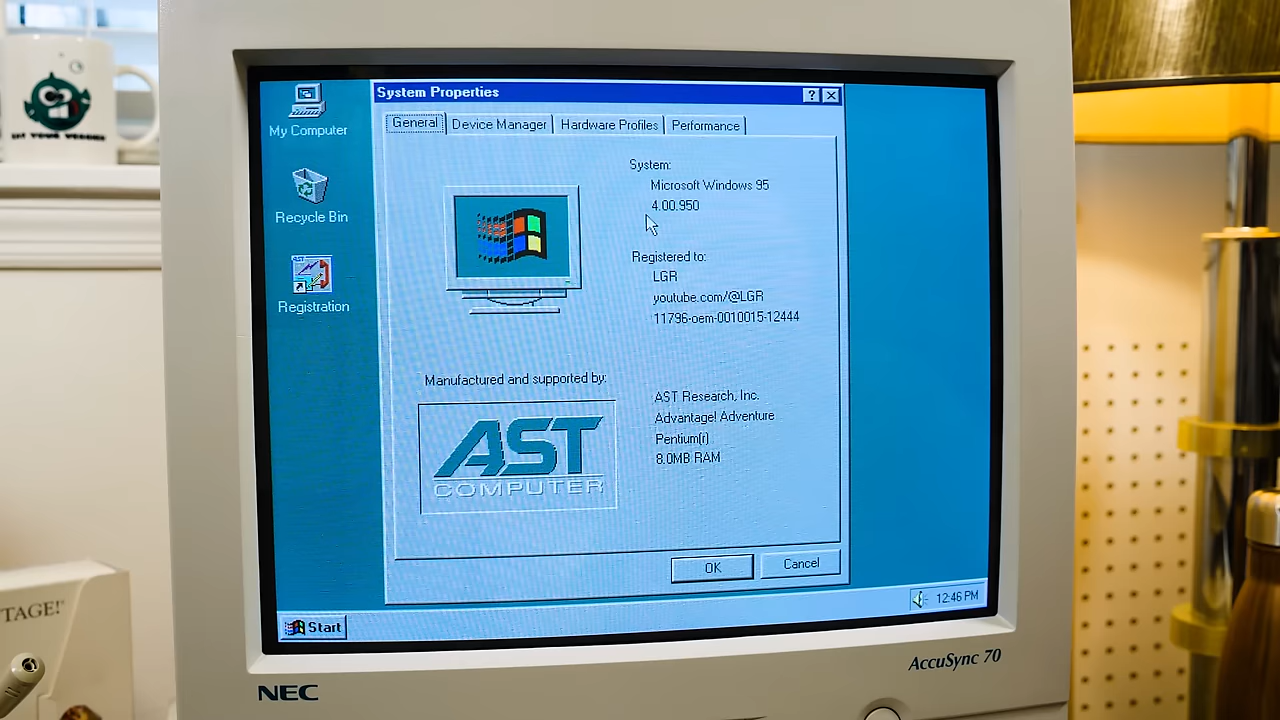 System Properties
General
Device Manager
Hardware Profiles
Performance
My Computer
Recycle Bin
AST
Registration
System:
Microsoft Windows 95
4.00.950
Registered to:
LGR
youtube.com/@LGR
11796-oem-0010015-12444
Manufactured and supported by:
AST
COMPUTER
AST Research, Inc.
Advantage! Adventure
Pentium(r)
8.0MB RAM
OK
Cancel
Start
12:46 PM
NEC
AccuSync 70
TAGE!